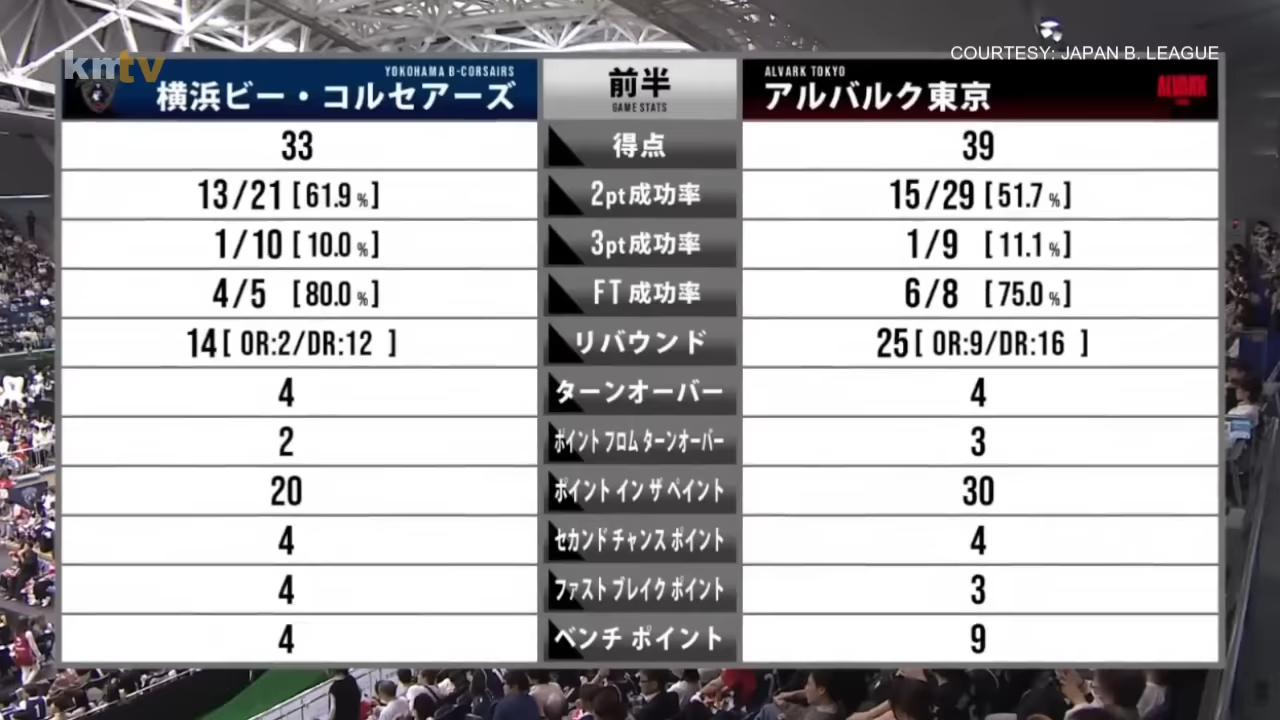 COURTESY: JAPAN B. LEAGUE
kmtv
YOKOHAMA B-CORSAIRS
横浜ビー・コルセアーズ
前半
GAME STATS
ALVARK TOKYO
アルバルク東京
ALVARK
33 得点 39
13/21 [61.9%] 2pt成功率 15/29 [51.7%]
1/10 [10.0%] 3pt成功率 1/9 [11.1%]
4/5 [80.0%] FT成功率 6/8 [75.0%]
14[ OR:2/DR:12 ] リバウンド 25[ OR:9/DR:16 ]
4 ターンオーバー 4
2 ポイント フロム ターンオーバー 3
20 ポイント イン ザ ペイント 30
4 セカンド チャンス ポイント 4
4 ファスト ブレイク ポイント 3
4 ベンチ ポイント 9